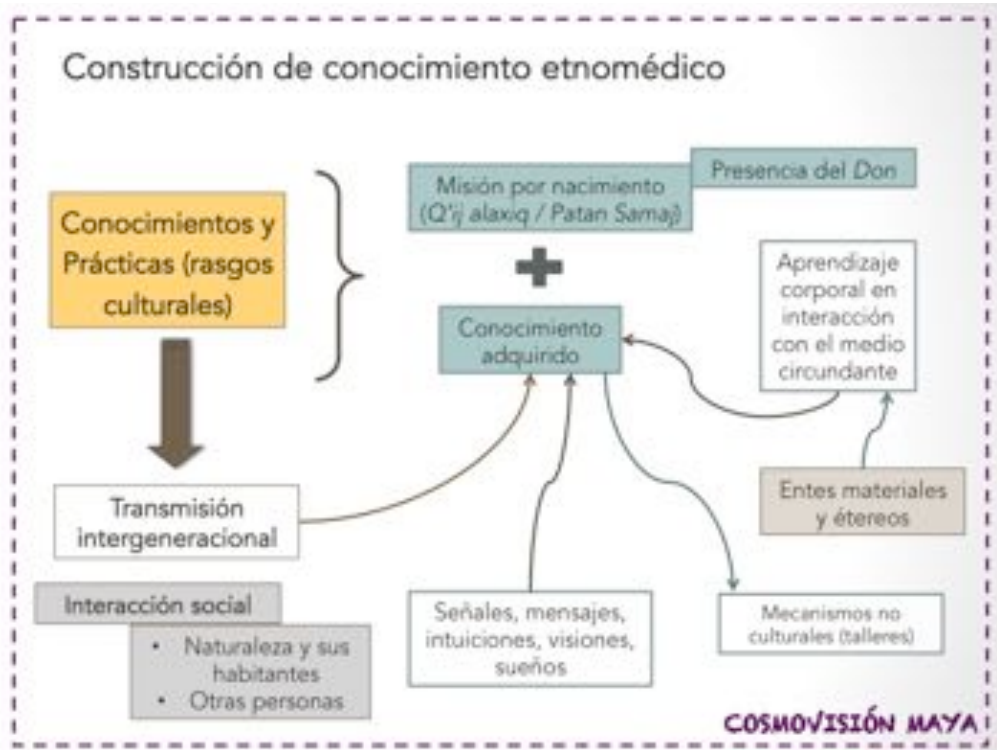 Construcción de conocimiento etnomédico
Conocimientos y
Prácticas (rasgos
culturales)
Misión por nacimiento
(Q'ij alaxiq / Patan Samaj)
Presencia del Don
Conocimiento
adquirido
Aprendizaje
corporal en
interacción
con el medio
circundante
Entes materiales
y étereos
Transmisión
intergeneracional
Interacción social
• Naturaleza y sus
habitantes
• Otras personas
Señales, mensajes,
intuiciones, visiones,
sueños
Mecanismos no
culturales (talleres)
COSMOVISIÓN MAYA